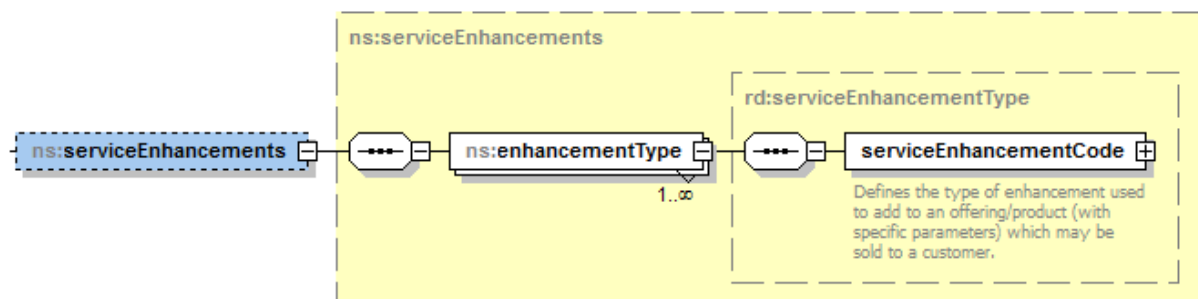 ns:serviceEnhancements
rd:serviceEnhancementType
ns:serviceEnhancements
ns:enhancementType
serviceEnhancementCode
1..∞
Defines the type of enhancement used
to add to an offering/product (with
specific parameters) which may be
sold to a customer.